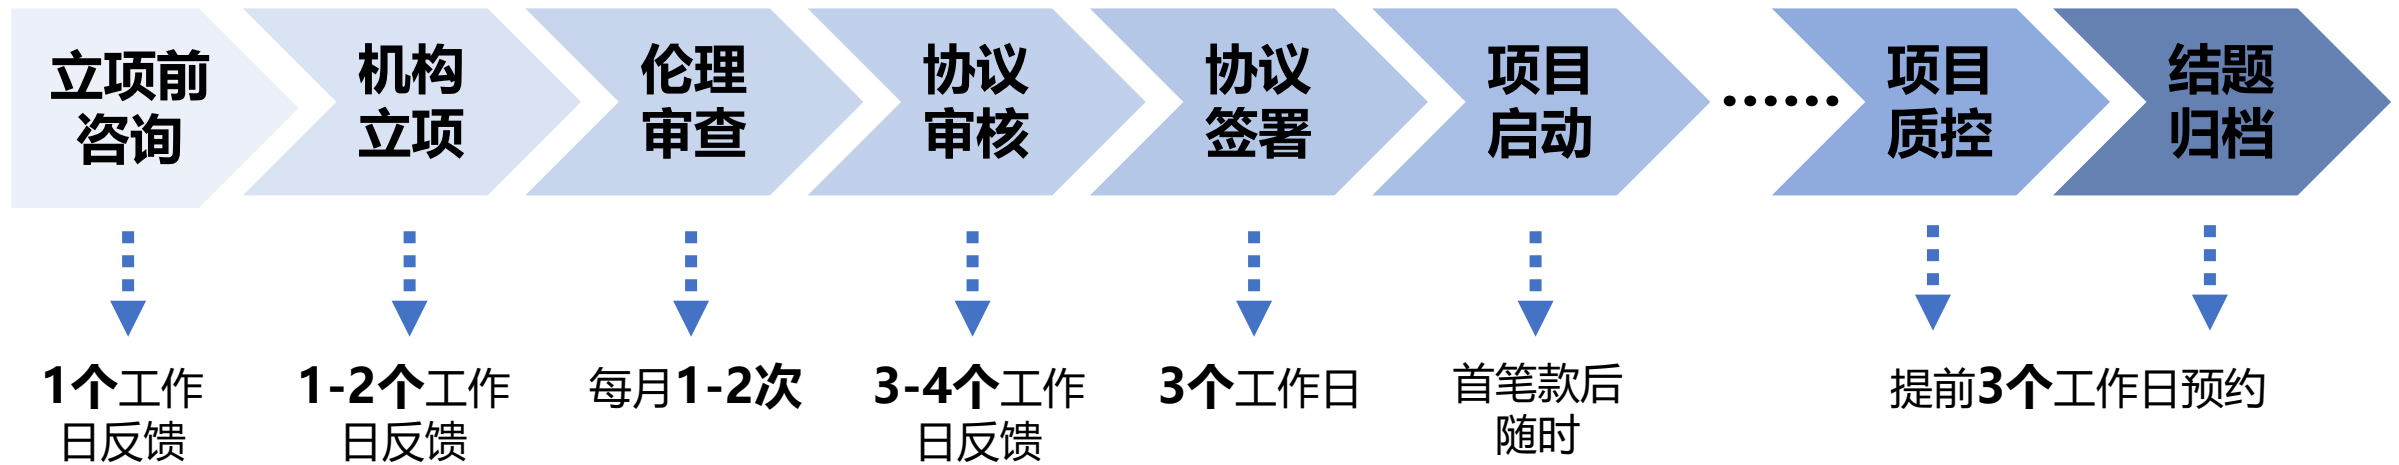 立项前
咨询
机构
立项
伦理
审查
协议
审核
协议
签署
项目
启动
……
项目
质控
结题
归档
1个工作
日反馈
1-2个工作
日反馈
每月1-2次
3-4个工作
日反馈
3个工作日
首笔款后
随时
提前3个工作日预约